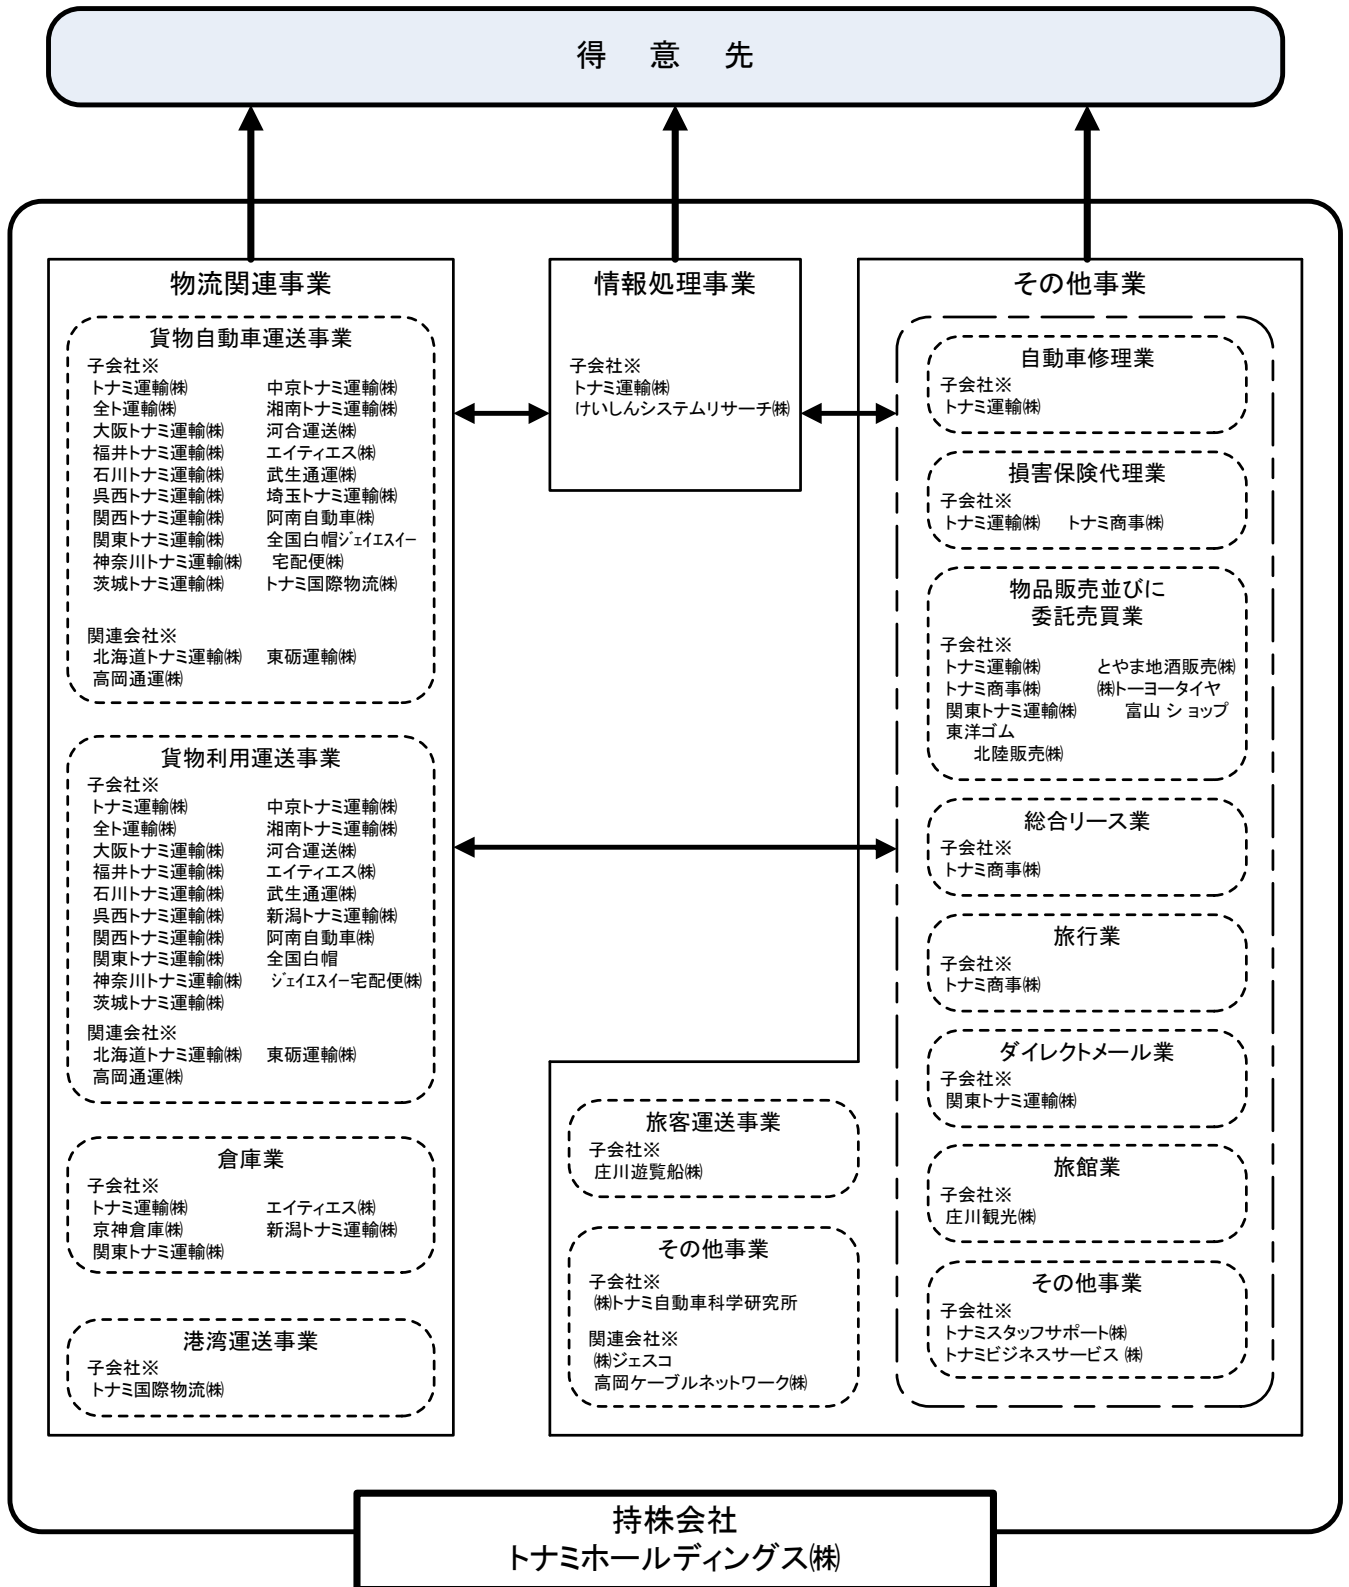 得 意 先
物流関連事業
貨物自動車運送事業
子会社※
トナミ運輸㈱ 中京トナミ運輸㈱
全ト運輸㈱ 湘南トナミ運輸㈱
大阪トナミ運輸㈱ 河合運送㈱
福井トナミ運輸㈱ エイティエス㈱
石川トナミ運輸㈱ 武生通運㈱
呉西トナミ運輸㈱ 埼玉トナミ運輸㈱
関西トナミ運輸㈱ 阿南自動車㈱
関東トナミ運輸㈱ 全国白帽ｼﾞｪｲｴｽｲｰ
神奈川トナミ運輸㈱ 宅配便㈱
茨城トナミ運輸㈱ トナミ国際物流㈱
関連会社※
北海道トナミ運輸㈱ 東砺運輸㈱
高岡通運㈱
貨物利用運送事業
子会社※
トナミ運輸㈱ 中京トナミ運輸㈱
全ト運輸㈱ 湘南トナミ運輸㈱
大阪トナミ運輸㈱ 河合運送㈱
福井トナミ運輸㈱ エイティエス㈱
石川トナミ運輸㈱ 武生通運㈱
呉西トナミ運輸㈱ 新潟トナミ運輸㈱
関西トナミ運輸㈱ 阿南自動車㈱
関東トナミ運輸㈱ 全国白帽
神奈川トナミ運輸㈱ ｼﾞｪｲｴｽｲｰ宅配便㈱
茨城トナミ運輸㈱
関連会社※
北海道トナミ運輸㈱ 東砺運輸㈱
高岡通運㈱
倉庫業
子会社※
トナミ運輸㈱ エイティエス㈱
京神倉庫㈱ 新潟トナミ運輸㈱
関東トナミ運輸㈱
港湾運送事業
子会社※
トナミ国際物流㈱
情報処理事業
子会社※
トナミ運輸㈱
けいしんシステムリサーチ㈱
その他事業
自動車修理業
子会社※
トナミ運輸㈱
損害保険代理業
子会社※
トナミ運輸㈱ トナミ商事㈱
物品販売並びに
委託売買業
子会社※
トナミ運輸㈱ とやま地酒販売㈱
トナミ商事㈱ ㈱トーヨータイヤ
関東トナミ運輸㈱ 富山 ショップ
東洋ゴム
北陸販売㈱
総合リース業
子会社※
トナミ商事㈱
旅行業
子会社※
トナミ商事㈱
ダイレクトメール業
子会社※
関東トナミ運輸㈱
旅館業
子会社※
庄川観光㈱
その他事業
子会社※
トナミスタッフサポート㈱
トナミビジネスサービス ㈱
旅客運送事業
子会社※
庄川遊覧船㈱
その他事業
子会社※
㈱トナミ自動車科学研究所
関連会社※
㈱ジェスコ
高岡ケーブルネットワーク㈱
持株会社
トナミホールディングス㈱